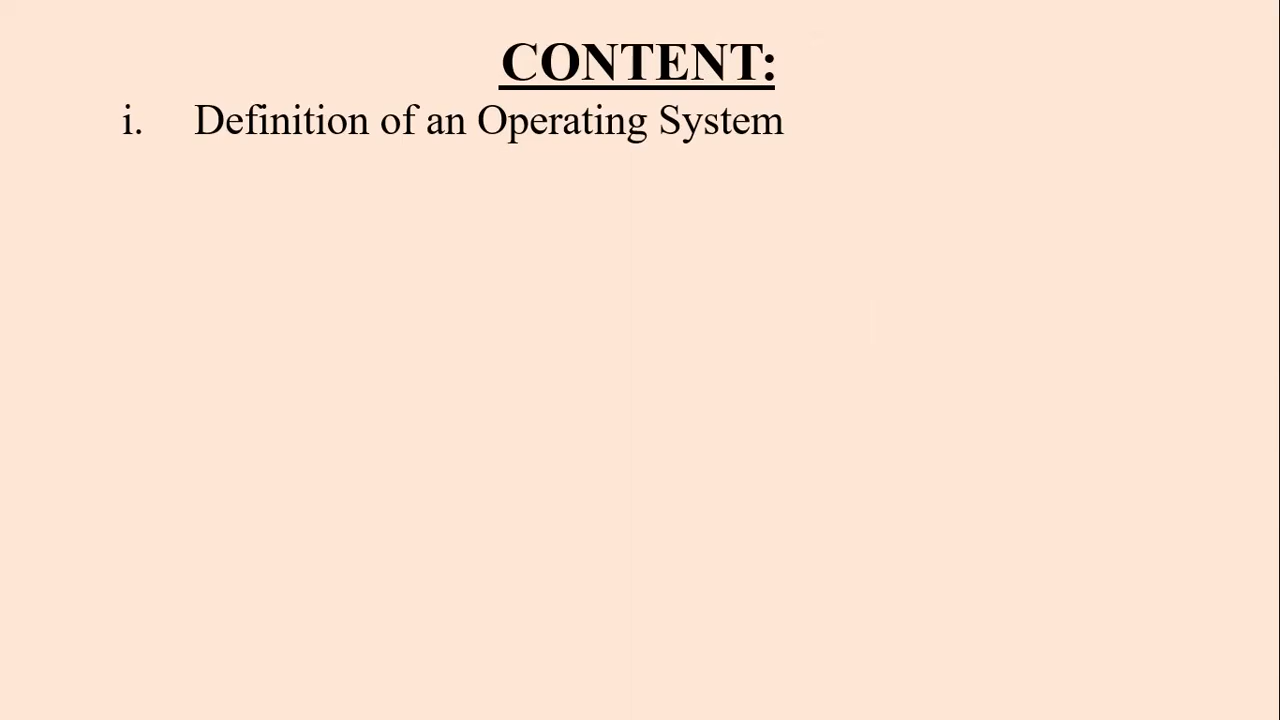 CONTENT:
i. Definition of an Operating System